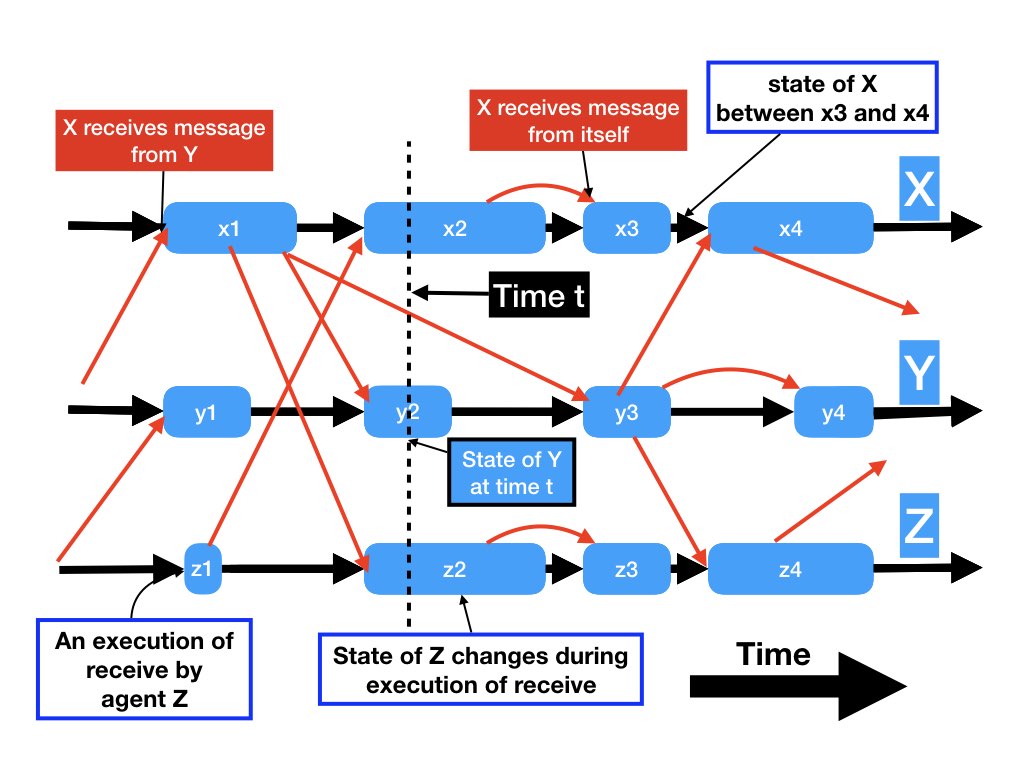 state of X
between x3 and x4
X receives message
from itself
X receives message
from Y
X
x1
x2
x3
x4
Time t
Y
y1
y2
y3
y4
State of Y
at time t
Z
z1
z2
z3
z4
An execution of
receive by
agent Z
State of Z changes during
execution of receive
Time